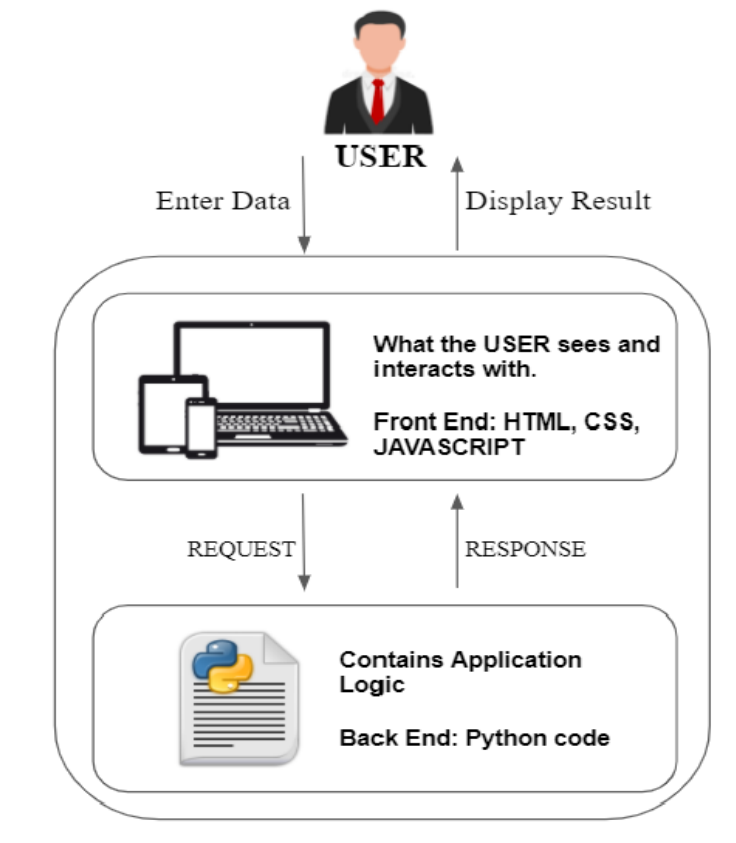 USER
Enter Data
Display Result
What the USER sees and
interacts with.
Front End: HTML, CSS,
JAVASCRIPT
REQUEST
RESPONSE
Contains Application
Logic
Back End: Python code